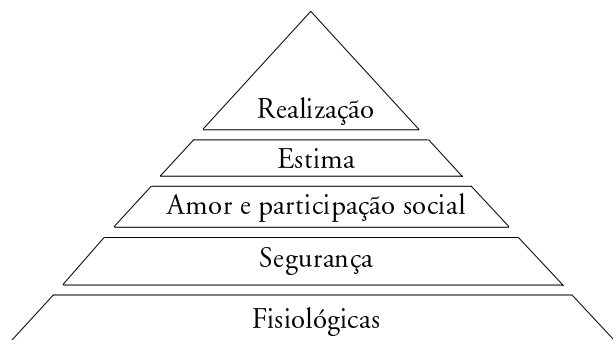 Realização
Estima
Amor e participação social
Segurança
Fisiológicas